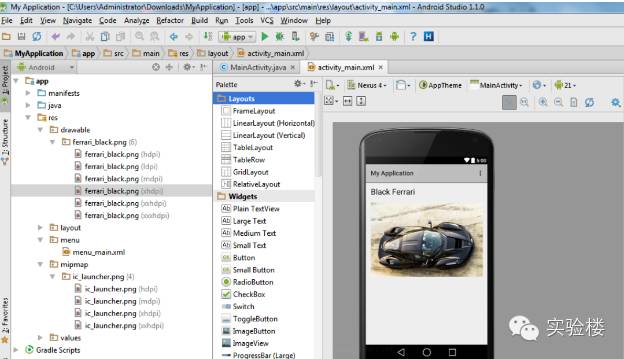 My Application - [C:\Users\Administrator\Downloads\MyApplication] - [app] - ...\app\src\main\res\layout\activity_main.xml - Android Studio 1.1.0
File Edit View Navigate Code Analyze Refactor Build Run Tools VCS Window Help
app
MyApplication app src main res layout activity_main.xml
Android
MainActivity.java
activity_main.xml
1: Project
7: Structure
2: Favorites
app
manifests
java
res
drawable
ferrari_black.png (6)
ferrari_black.png (hdpi)
ferrari_black.png (ldpi)
ferrari_black.png (mdpi)
ferrari_black.png (xhdpi)
ferrari_black.png (xxhdpi)
ferrari_black.png (xxxhdpi)
layout
menu
menu_main.xml
mipmap
ic_launcher.png (4)
ic_launcher.png (hdpi)
ic_launcher.png (mdpi)
ic_launcher.png (xhdpi)
ic_launcher.png (xxhdpi)
values
Gradle Scripts
Palette
Layouts
FrameLayout
LinearLayout (Horizontal)
LinearLayout (Vertical)
TableLayout
TableRow
GridLayout
RelativeLayout
Widgets
Plain TextView
Large Text
Medium Text
Small Text
Button
Small Button
RadioButton
CheckBox
Switch
ToggleButton
ImageButton
ImageView
ProgressBar (Large)
Nexus 4 AppTheme MainActivity 21
5:00
My Application
Black Ferrari
实验楼